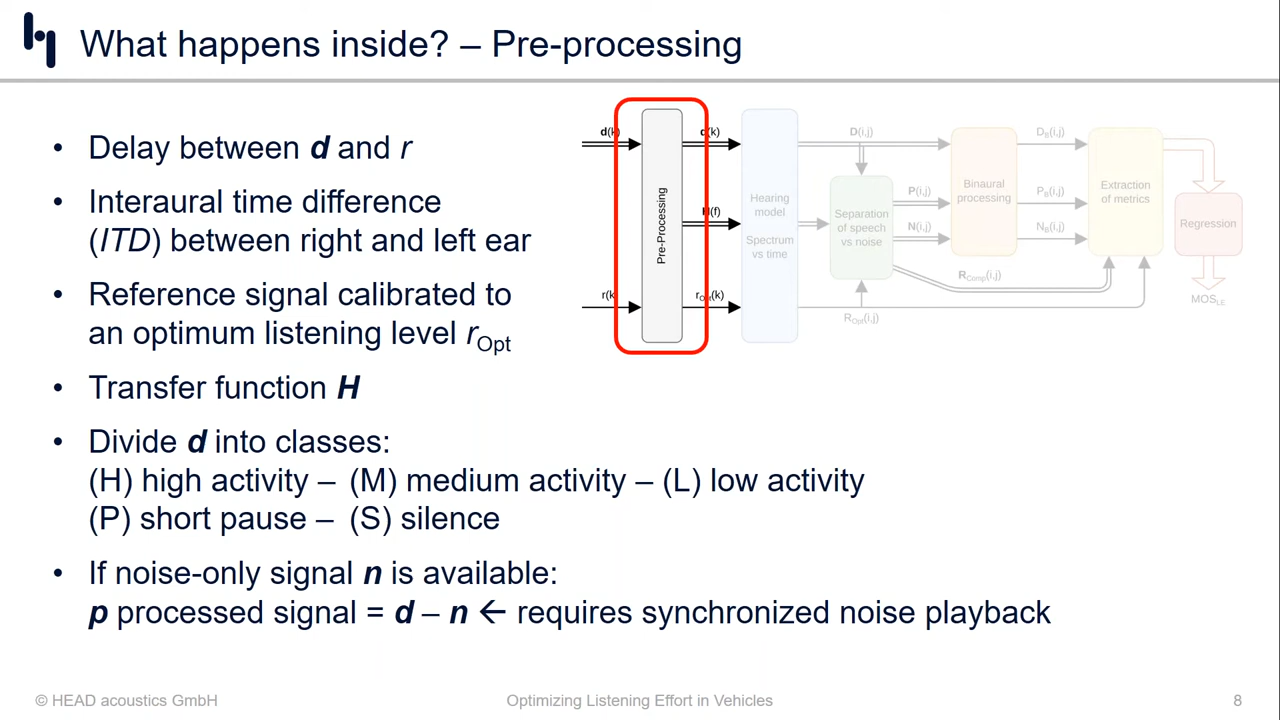 What happens inside? – Pre-processing
• Delay between d and r
• Interaural time difference
(ITD) between right and left ear
• Reference signal calibrated to
an optimum listening level rOpt
• Transfer function H
• Divide d into classes:
(H) high activity – (M) medium activity – (L) low activity
(P) short pause – (S) silence
• If noise-only signal n is available:
p processed signal = d – n ← requires synchronized noise playback
d(k)
r(k)
Pre-Processing
d(k)
H(f)
rOpt(k)
Hearing
model
Spectrum
vs time
D(i,j)
Separation
of speech
vs noise
ROpt(i,j)
P(i,j)
N(i,j)
RComp(i,j)
Binaural
processing
DB(i,j)
PB(i,j)
NB(i,j)
Extraction
of metrics
Regression
MOSLE
© HEAD acoustics GmbH
Optimizing Listening Effort in Vehicles
8